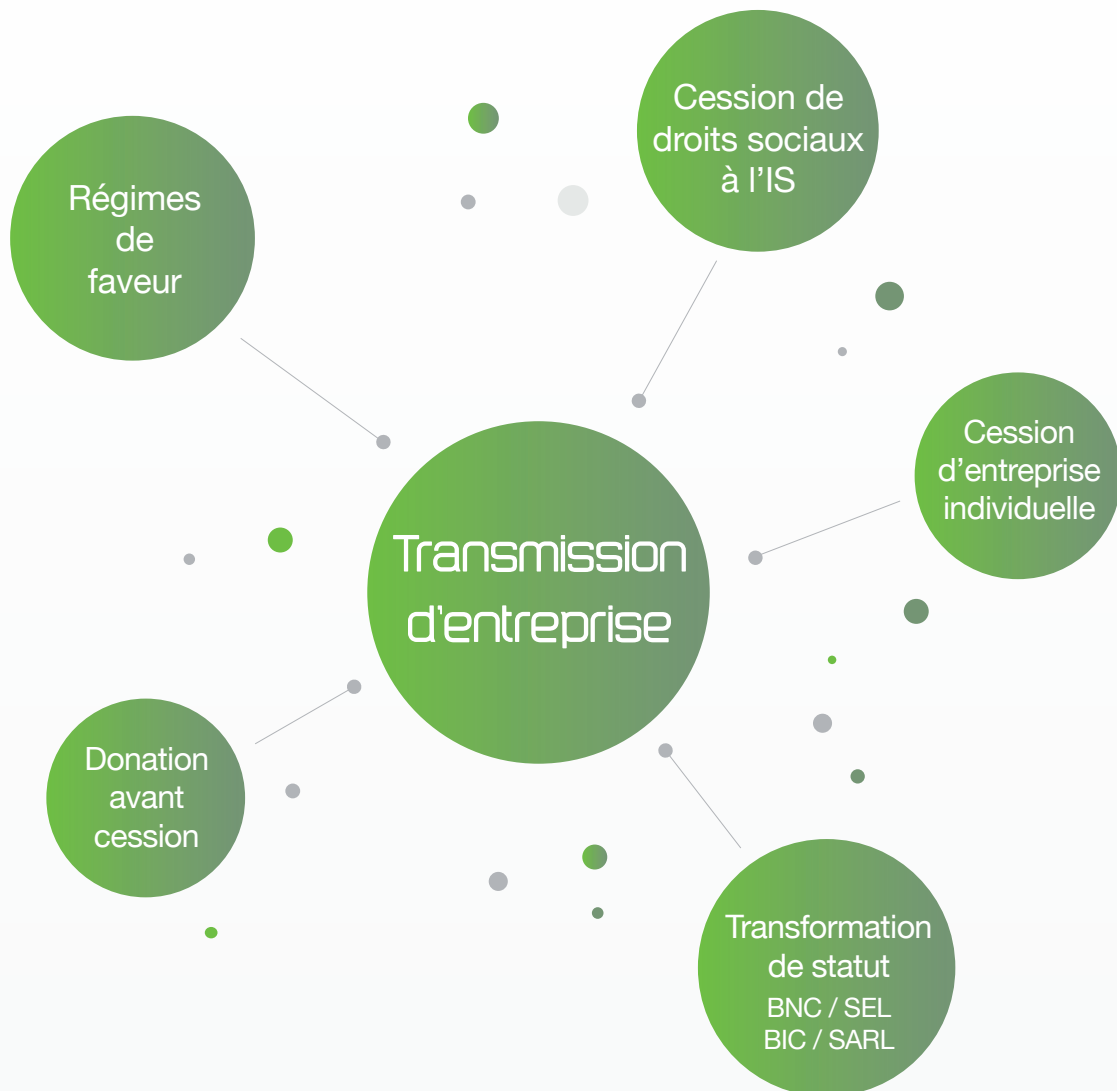 Cession de
droits sociaux
à l’IS
Régimes
de
faveur
Cession
d’entreprise
individuelle
Transmission
d’entreprise
Donation
avant
cession
Transformation
de statut
BNC / SEL
BIC / SARL